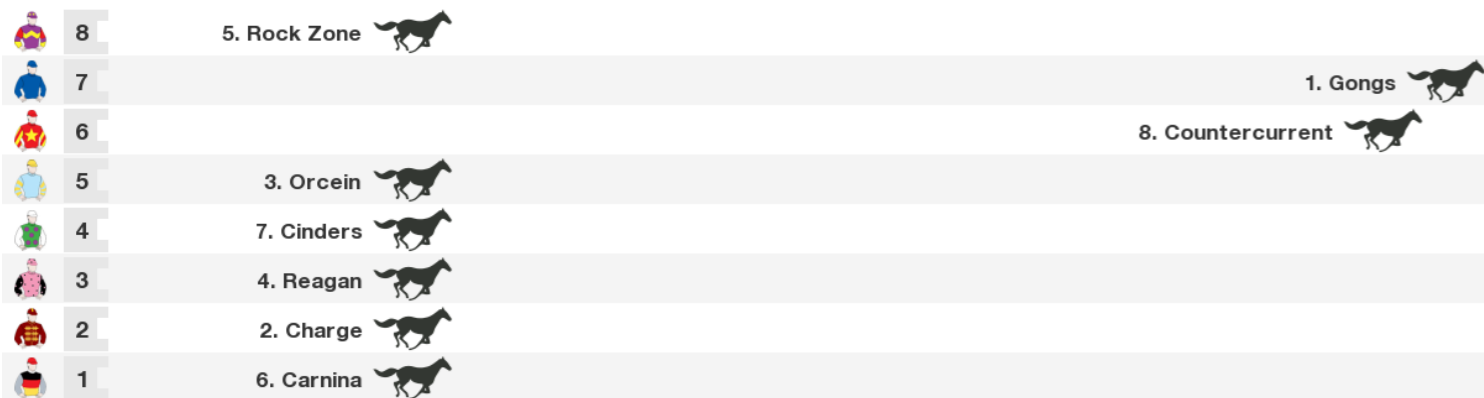 8 5. Rock Zone
7 1. Gongs
6 8. Countercurrent
5 3. Orcein
4 7. Cinders
3 4. Reagan
2 2. Charge
1 6. Carnina